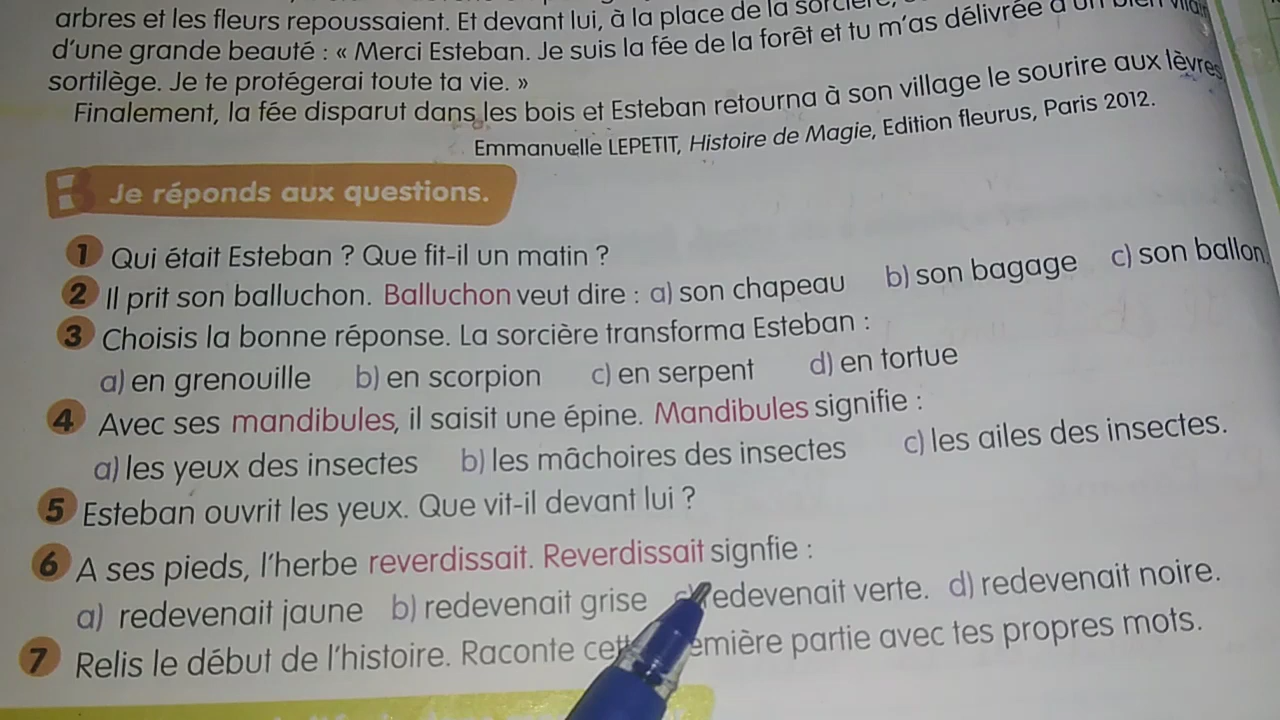 arbres et les fleurs repoussaient. Et devant lui, à la place de la sorcière,
d'une grande beauté : « Merci Esteban. Je suis la fée de la forêt et tu m'as délivrée d'un bien vilain
sortilège. Je te protégerai toute ta vie. »
Finalement, la fée disparut dans les bois et Esteban retourna à son village le sourire aux lèvres
Emmanuelle LEPETIT, Histoire de Magie, Edition fleurus, Paris 2012.
Je réponds aux questions.
1 Qui était Esteban ? Que fit-il un matin ?
2 Il prit son balluchon. Balluchon veut dire : a) son chapeau b) son bagage c) son ballon.
3 Choisis la bonne réponse. La sorcière transforma Esteban :
a) en grenouille b) en scorpion c) en serpent d) en tortue
4 Avec ses mandibules, il saisit une épine. Mandibules signifie :
a) les yeux des insectes b) les mâchoires des insectes c) les ailes des insectes.
5 Esteban ouvrit les yeux. Que vit-il devant lui ?
6 A ses pieds, l'herbe reverdissait. Reverdissait signfie :
a) redevenait jaune b) redevenait grise c) redevenait verte. d) redevenait noire.
7 Relis le début de l'histoire. Raconte cette première partie avec tes propres mots.